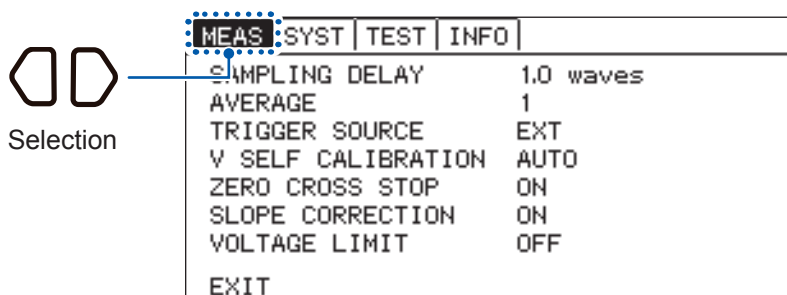 MEAS SYST TEST INFO
Selection
SAMPLING DELAY 1.0 waves
AVERAGE 1
TRIGGER SOURCE EXT
V SELF CALIBRATION AUTO
ZERO CROSS STOP ON
SLOPE CORRECTION ON
VOLTAGE LIMIT OFF
EXIT